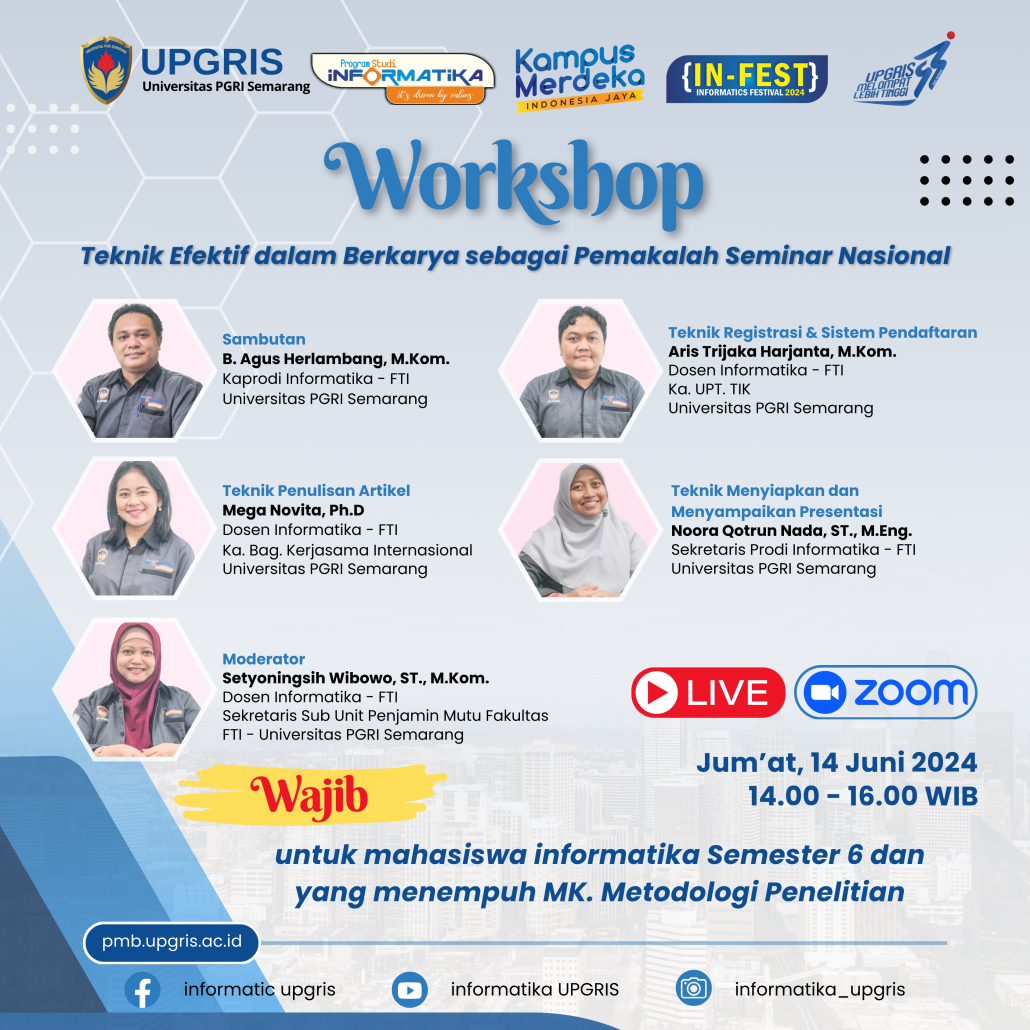 UPGRIS
Universitas PGRI Semarang
Program Studi
INFORMATIKA
it's driven by values
Kampus
Merdeka
INDONESIA JAYA
{IN-FEST}
INFORMATICS FESTIVAL 2024
UPGRIS
MELOMPAT
LEBIH TINGGI
Workshop
Teknik Efektif dalam Berkarya sebagai Pemakalah Seminar Nasional
Sambutan
B. Agus Herlambang, M.Kom.
Kaprodi Informatika - FTI
Universitas PGRI Semarang
Teknik Registrasi & Sistem Pendaftaran
Aris Trijaka Harjanta, M.Kom.
Dosen Informatika - FTI
Ka. UPT. TIK
Universitas PGRI Semarang
Teknik Penulisan Artikel
Mega Novita, Ph.D
Dosen Informatika - FTI
Ka. Bag. Kerjasama Internasional
Universitas PGRI Semarang
Teknik Menyiapkan dan
Menyampaikan Presentasi
Noora Qotrun Nada, ST., M.Eng.
Sekretaris Prodi Informatika - FTI
Universitas PGRI Semarang
Moderator
Setyoningsih Wibowo, ST., M.Kom.
Dosen Informatika - FTI
Sekretaris Sub Unit Penjamin Mutu Fakultas
FTI - Universitas PGRI Semarang
LIVE
zoom
Jum'at, 14 Juni 2024
14.00 - 16.00 WIB
Wajib
untuk mahasiswa informatika Semester 6 dan
yang menempuh MK. Metodologi Penelitian
pmb.upgris.ac.id
informatic upgris
informatika UPGRIS
informatika_upgris